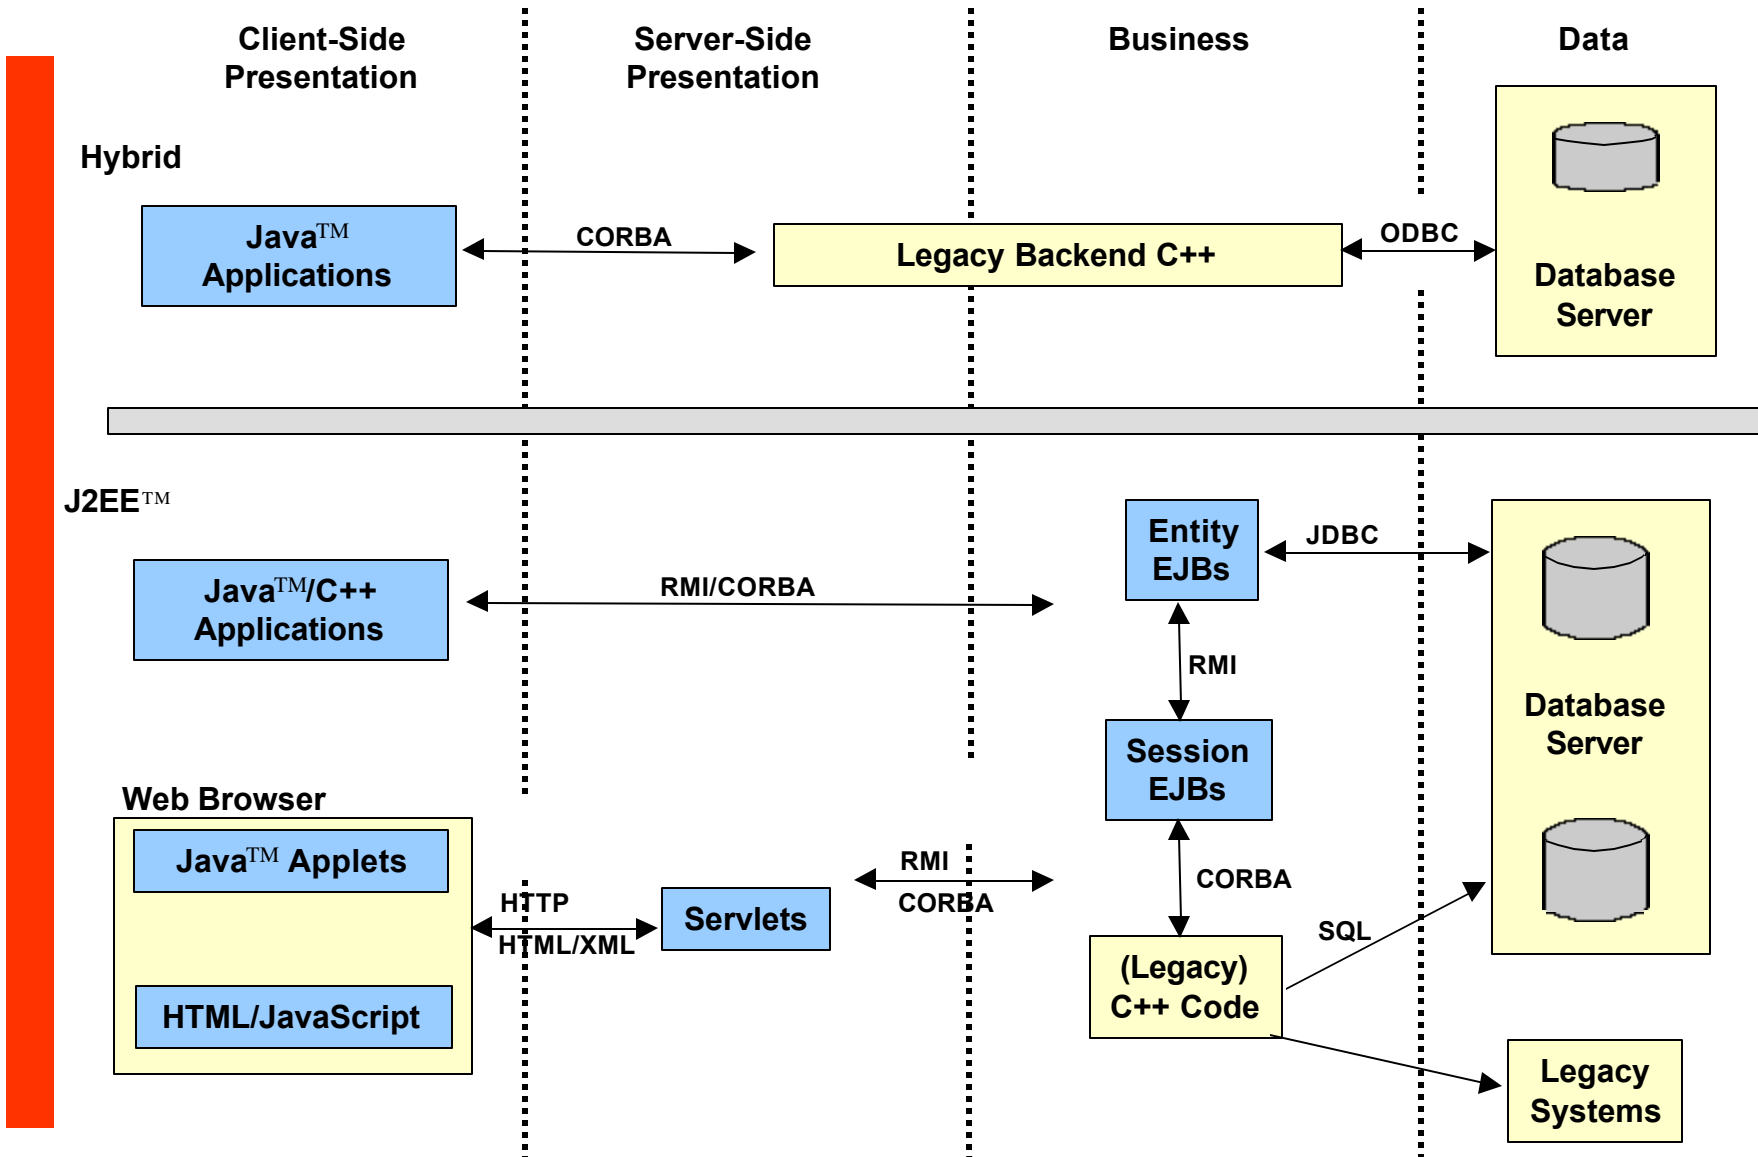 Client-Side
Presentation
Server-Side
Presentation
Business
Data
Hybrid
Java™
Applications
CORBA
Legacy Backend C++
ODBC
Database
Server
J2EE™
Java™/C++
Applications
RMI/CORBA
Entity
EJBs
JDBC
RMI
Database
Server
Session
EJBs
Web Browser
Java™ Applets
HTTP
HTML/XML
Servlets
RMI
CORBA
CORBA
SQL
(Legacy)
C++ Code
HTML/JavaScript
Legacy
Systems